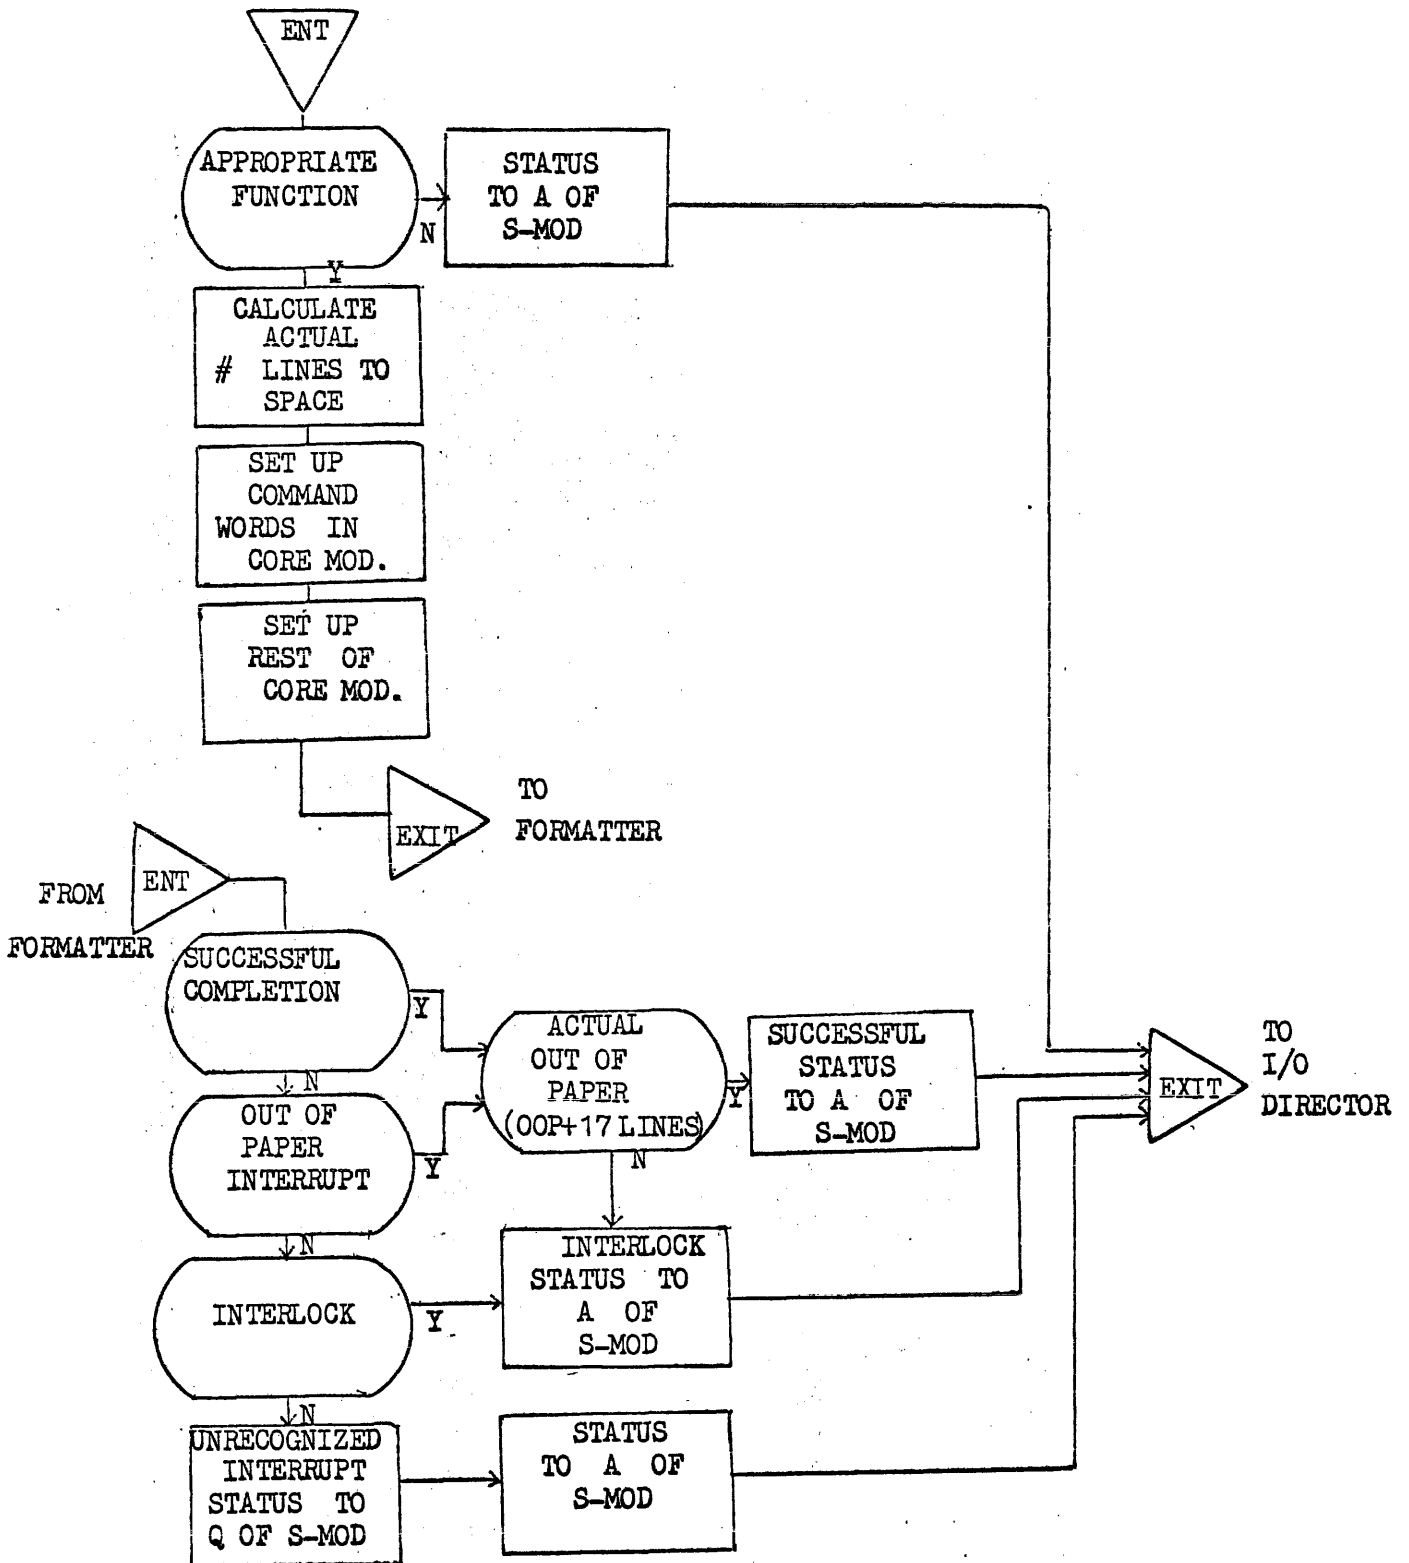 ENT
APPROPRIATE
FUNCTION
N
Y
STATUS
TO A OF
S-MOD
CALCULATE
ACTUAL
# LINES TO
SPACE
SET UP
COMMAND
WORDS IN
CORE MOD.
SET UP
REST OF
CORE MOD.
EXIT
TO
FORMATTER
ENT
FROM
FORMATTER
SUCCESSFUL
COMPLETION
Y
N
ACTUAL
OUT OF
PAPER
(OOP+17 LINES)
Y
N
SUCCESSFUL
STATUS
TO A OF
S-MOD
EXIT
TO
I/O
DIRECTOR
OUT OF
PAPER
INTERRUPT
Y
N
INTERLOCK
Y
N
INTERLOCK
STATUS TO
A OF
S-MOD
UNRECOGNIZED
INTERRUPT
STATUS TO
Q OF S-MOD
STATUS
TO A OF
S-MOD